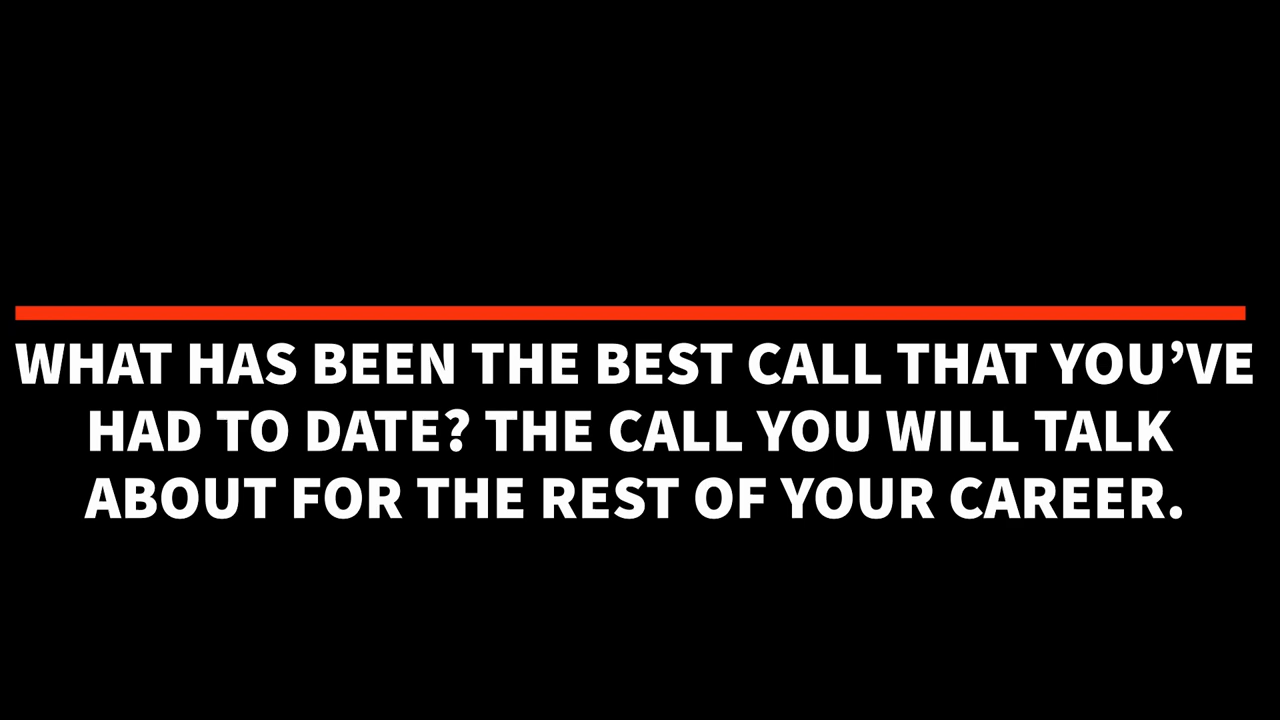 WHAT HAS BEEN THE BEST CALL THAT YOU’VE
HAD TO DATE? THE CALL YOU WILL TALK
ABOUT FOR THE REST OF YOUR CAREER.